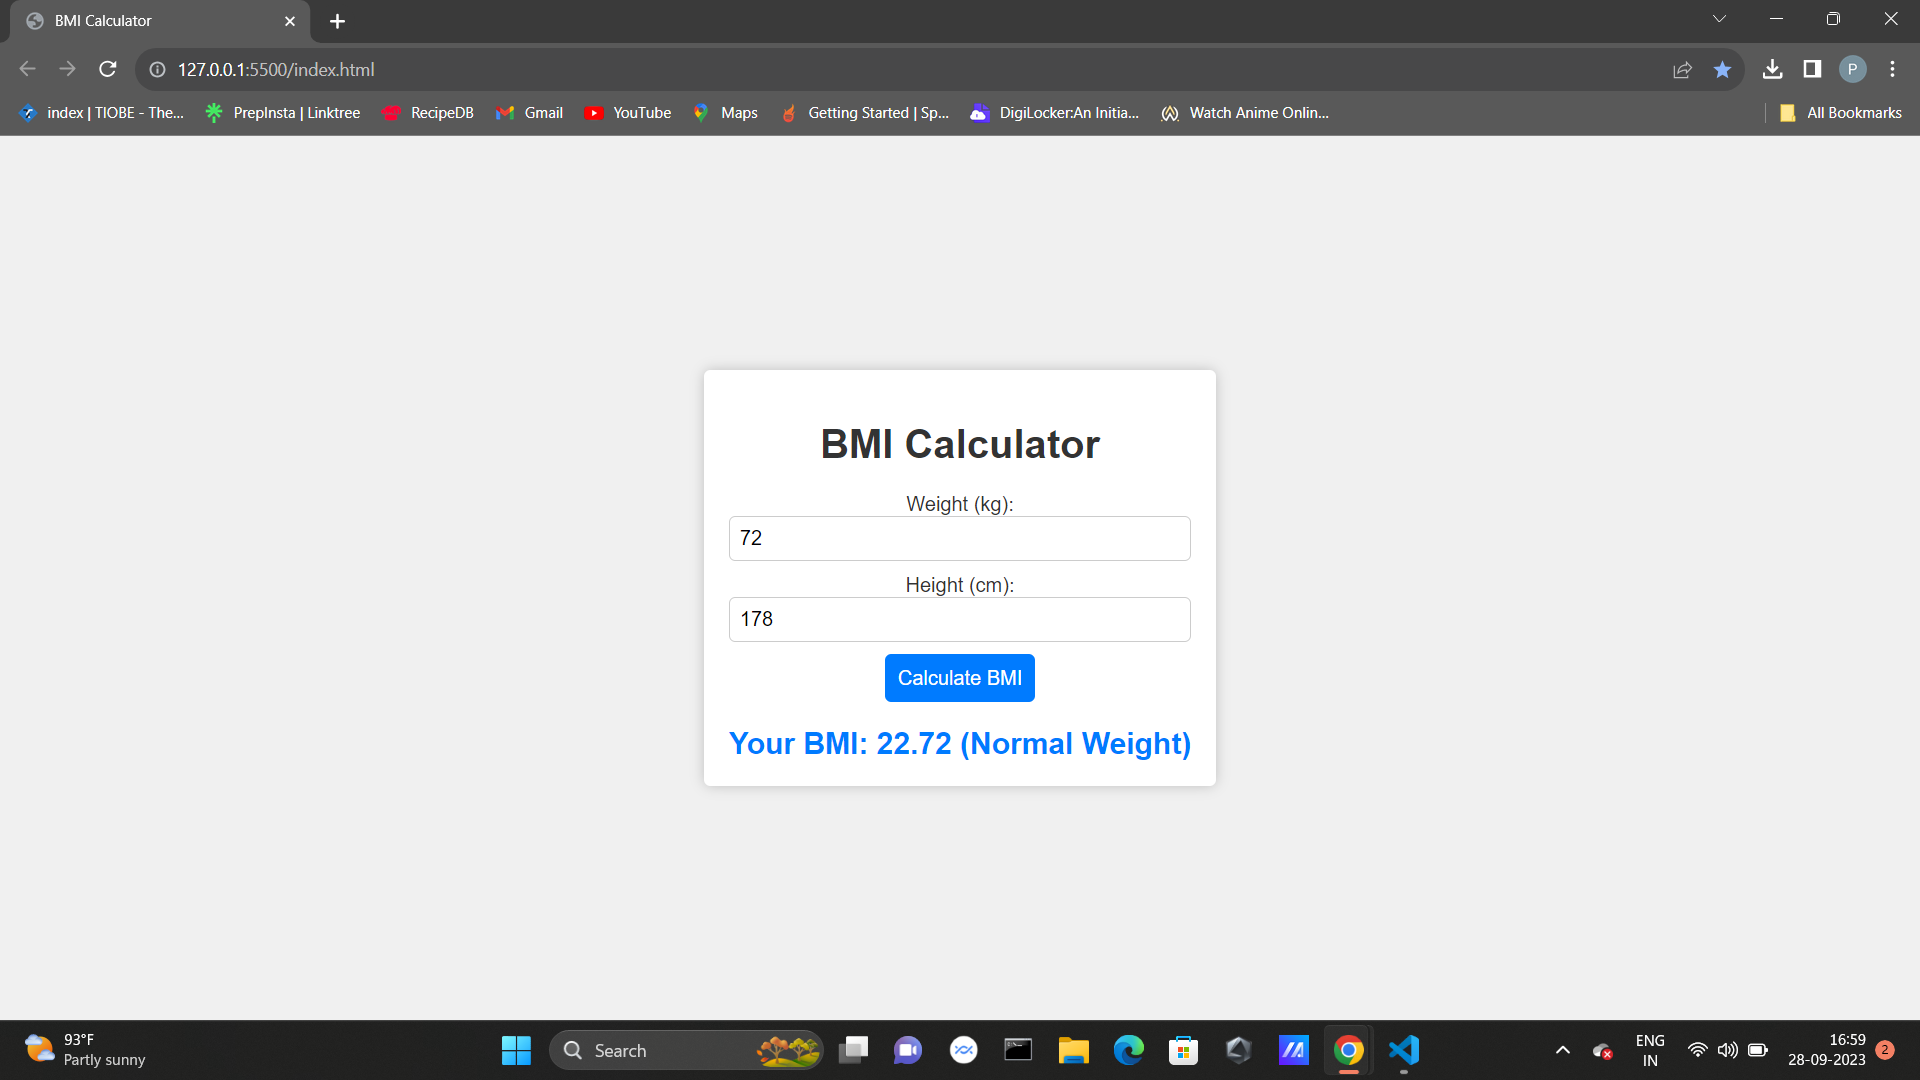 BMI Calculator
127.0.0.1:5500/index.html
P
index | TIOBE - The...
PrepInsta | Linktree
RecipeDB
Gmail
YouTube
Maps
Getting Started | Sp...
DigiLocker:An Initia...
Watch Anime Onlin...
All Bookmarks
BMI Calculator
Weight (kg):
72
Height (cm):
178
Calculate BMI
Your BMI: 22.72 (Normal Weight)
93°F
Partly sunny
Search
ENG
IN
16:59
28-09-2023
2